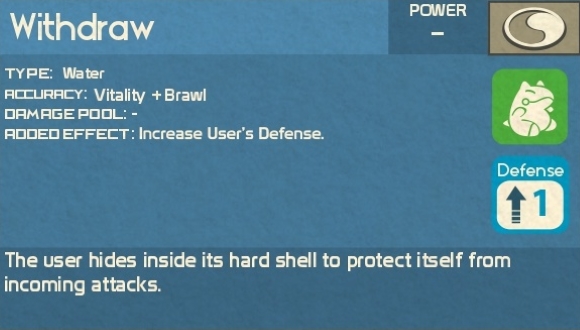 Withdraw
POWER
–
TYPE: Water
ACCURACY: Vitality + Brawl
DAMAGE POOL: -
ADDED EFFECT: Increase User's Defense.
Defense
1
The user hides inside its hard shell to protect itself from
incoming attacks.